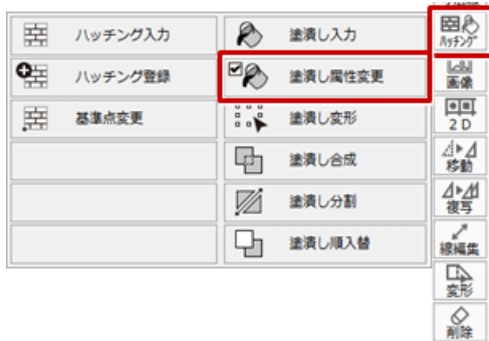 ハッチング入力
塗潰し入力
ハッチング登録
塗潰し属性変更
基準点変更
塗潰し変形
塗潰し合成
塗潰し分割
塗潰し順入替
ハッチング
画像
2D
移動
複写
線編集
変形
削除